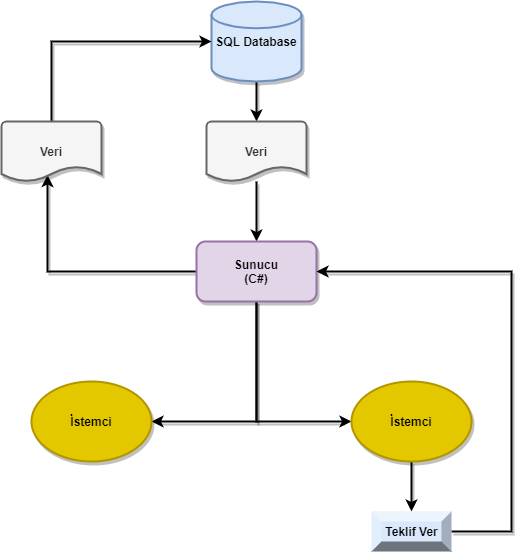 SQL Database
Veri
Veri
Sunucu
(C#)
İstemci
İstemci
Teklif Ver